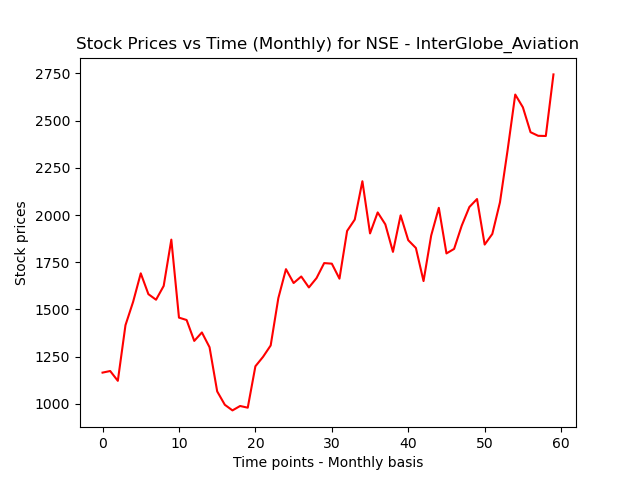 Stock Prices vs Time (Monthly) for NSE - InterGlobe_Aviation
2750
2500
2250
2000
1750
1500
1250
1000
Stock prices
0 10 20 30 40 50 60
Time points - Monthly basis